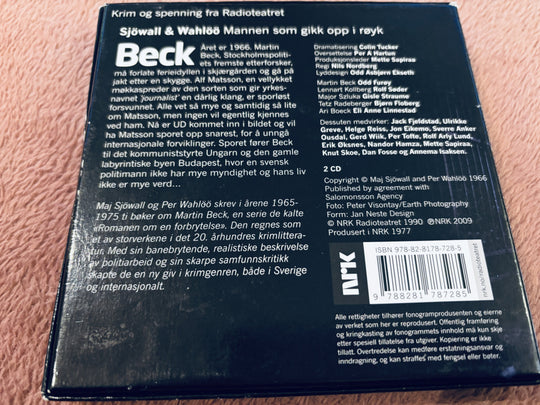 Krim og spenning fra Radioteatret
Sjöwall & Wahlöö Mannen som gikk opp i røyk
Beck
Året er 1966. Martin
Beck, Stockholmspoliti-
ets fremste etterforsker,
må forlate ferieidyllen i skjærgården og gå på
jakt etter en skygge. Alf Matsson, en velkykket
møkkaspreder av den sorten som gir yrkes-
navnet journalist en dårlig klang, er sporløst
forsvunnet. Alle vet så mye og samtidig så lite
om Matsson, men ingen vil egentlig kjennes
ved ham. Nå er UD kommet inn i bildet og vil
ha Matsson sporet opp snarest, for å unngå
internasjonale forviklinger. Sporet fører Beck
til det kommuniststyrte Ungarn og den gamle
labyrintiske byen Budapest, hvor en svensk
politimann ikke har mye myndighet og hans liv
ikke er mye verd...
Maj Sjöwall og Per Wahlöö skrev i årene 1965-
1975 ti bøker om Martin Beck, en serie de kalte
«Romanen om en forbrytelse». Den regnes som
et av storverkene i det 20. århundres krimlittera-
tur. Med sin banebrytende, realistiske beskrivelse
av politiarbeid og sin skarpe samfunnskritikk
skapte de en ny giv i krimgenren, både i Sverige
og internasjonalt.
Dramatisering Colin Tucker
Oversettelse Per A Hartun
Produksjonsleder Mette Sapiraa
Regi Nils Nordberg
Lyddesign Odd Asbjørn Ekseth
Martin Beck Odd Furøy
Lennart Kollberg Rolf Søder
Major Szluka Gisle Straume
Tetz Radeberger Bjørn Floberg
Ari Boeck Eli Anne Linnestad
Dessuten medvirker: Jack Fjeldstad, Ulrikke
Greve, Helge Reiss, Jon Eikemo, Sverre Anker
Ousdal, Gerd Wiik, Per Tofte, Rolf Arly Lund,
Erik Øksnes, Nandor Hamza, Mette Sapiraa,
Knut Skoe, Dan Fosse og Annema Isaksen.
2 CD
Copyright © Maj Sjöwall and Per Wahlöö 1966
Published by agreement with
Salomonsson Agency
Foto: Peter Visontay/Earth Photography
Form: Jan Neste Design
© NRK Radioteatret 1990 ℗NRK 2009
Produsert i NRK 1977
NRK
ISBN 978-82-8178-728-5
9 788281 787285
nrk.no/radioteatret
Alle rettigheter tilhører fonogramprodusenten og eierne
av verket som her er reprodusert. Offentlig fremføring
og kringkasting av fonogrammets innhold må kun skje
etter spesiell tillatelse fra utgiver. Kopiering er ikke
tillatt. Overtredelse kan medføre erstatningsansvar og
inndragning, og kan straffes med fengsel eller bøter.